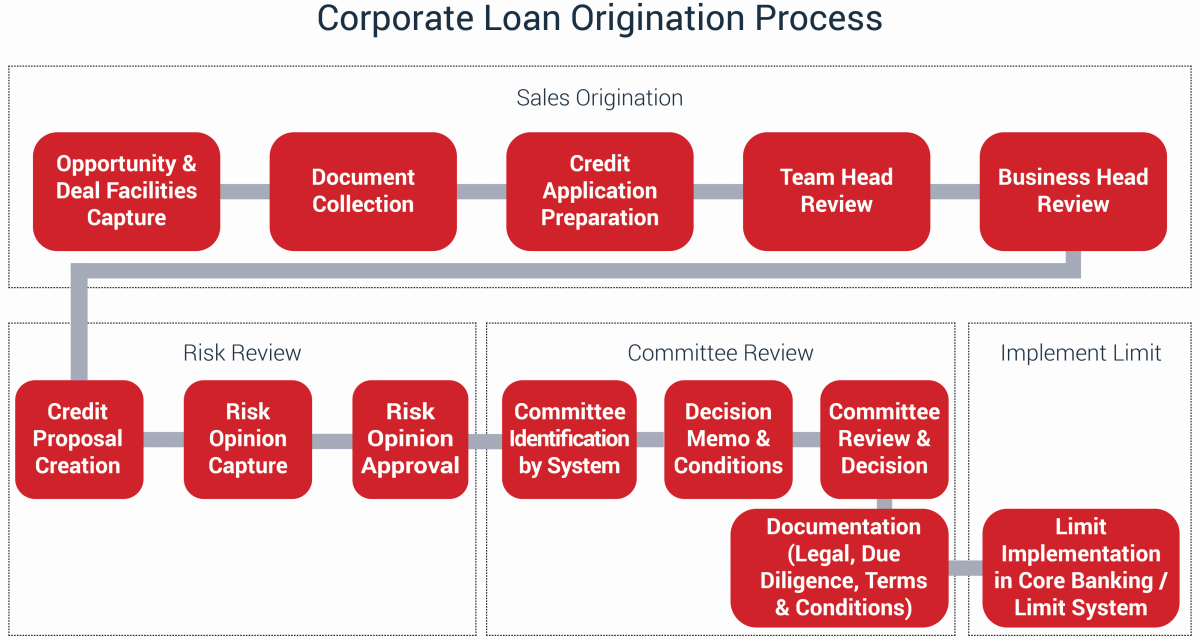 Corporate Loan Origination Process
Sales Origination
Opportunity &
Deal Facilities
Capture
Document
Collection
Credit
Application
Preparation
Team Head
Review
Business Head
Review
Risk Review
Credit
Proposal
Creation
Risk
Opinion
Capture
Risk
Opinion
Approval
Committee Review
Committee
Identification
by System
Decision
Memo &
Conditions
Committee
Review &
Decision
Documentation
(Legal, Due
Diligence, Terms
& Conditions)
Implement Limit
Limit
Implementation
in Core Banking /
Limit System